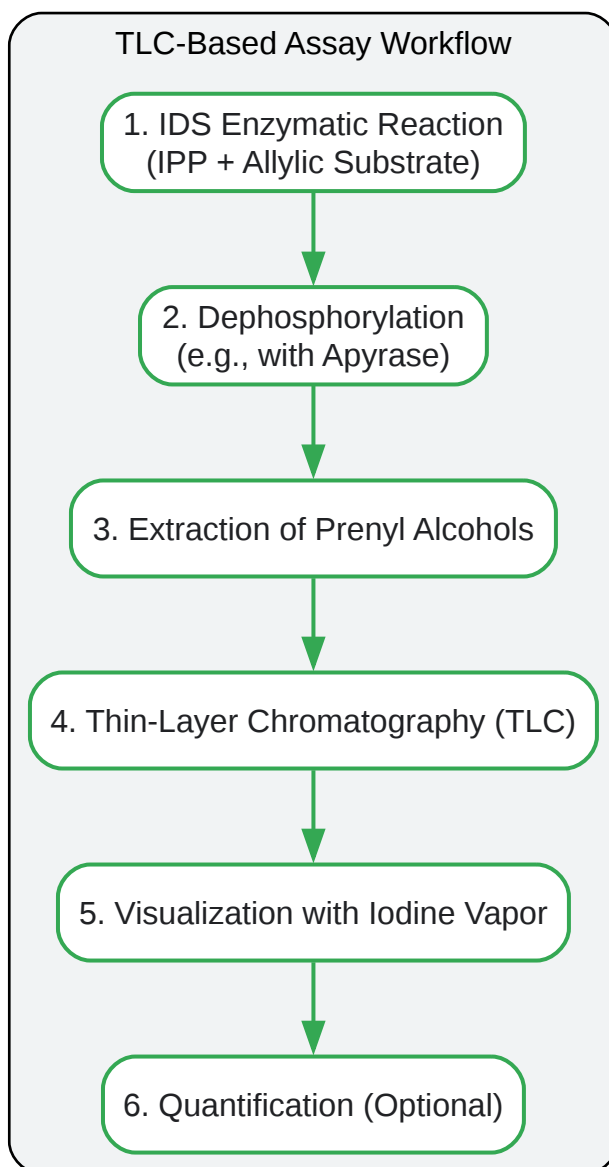 TLC-Based Assay Workflow
1. IDS Enzymatic Reaction
(IPP + Allylic Substrate)
2. Dephosphorylation
(e.g., with Apyrase)
3. Extraction of Prenyl Alcohols
4. Thin-Layer Chromatography (TLC)
5. Visualization with Iodine Vapor
6. Quantification (Optional)